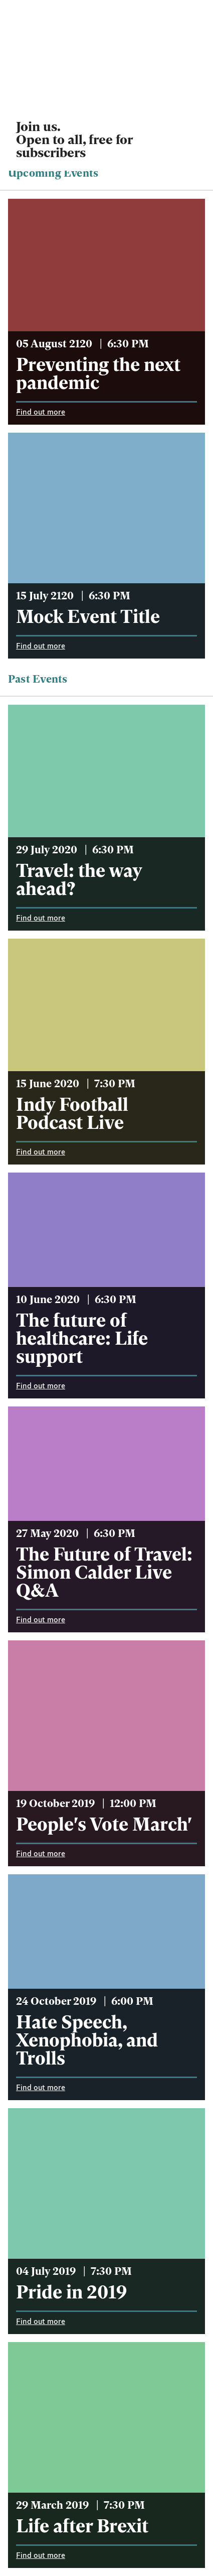 Join us.
Open to all, free for
subscribers
Upcoming Events
05 August 2120 | 6:30 PM
Preventing the next
pandemic
Find out more
15 July 2120 | 6:30 PM
Mock Event Title
Find out more
Past Events
29 July 2020 | 6:30 PM
Travel: the way
ahead?
Find out more
15 June 2020 | 7:30 PM
Indy Football
Podcast Live
Find out more
10 June 2020 | 6:30 PM
The future of
healthcare: Life
support
Find out more
27 May 2020 | 6:30 PM
The Future of Travel:
Simon Calder Live
Q&A
Find out more
19 October 2019 | 12:00 PM
People's Vote March'
Find out more
24 October 2019 | 6:00 PM
Hate Speech,
Xenophobia, and
Trolls
Find out more
04 July 2019 | 7:30 PM
Pride in 2019
Find out more
29 March 2019 | 7:30 PM
Life after Brexit
Find out more